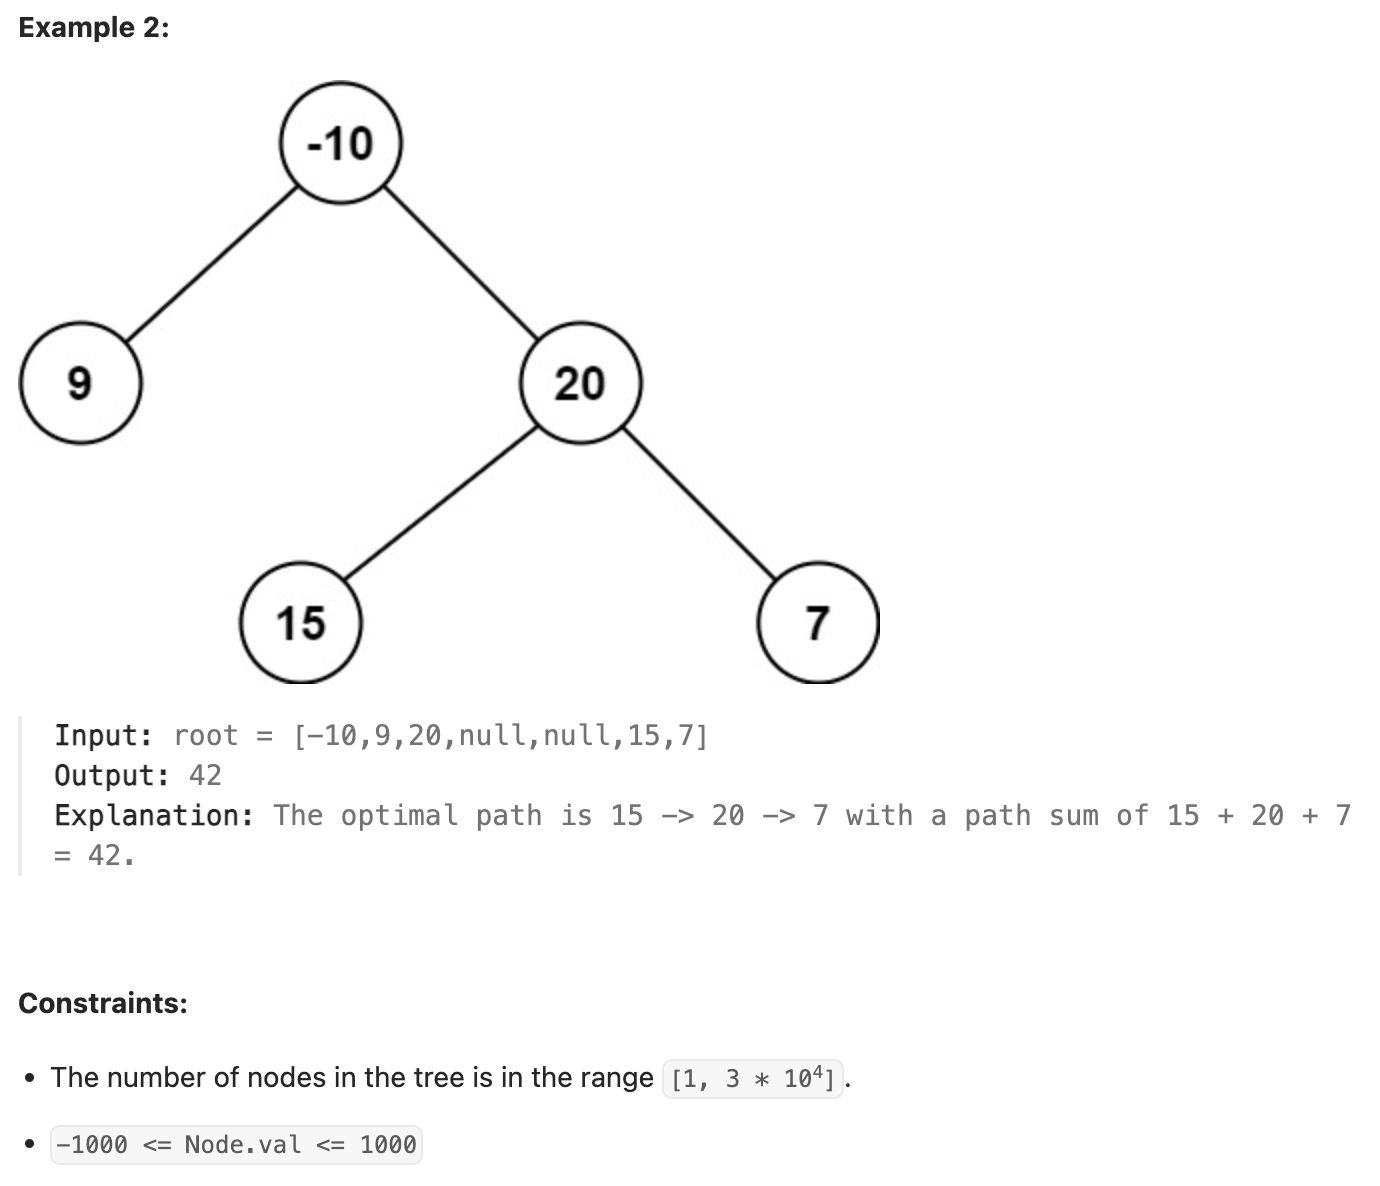 Example 2:
-10
9
20
15
7
Input: root = [-10,9,20,null,null,15,7]
Output: 42
Explanation: The optimal path is 15 -> 20 -> 7 with a path sum of 15 + 20 + 7
= 42.
Constraints:
• The number of nodes in the tree is in the range [1, 3 * 10⁴].
• -1000 <= Node.val <= 1000